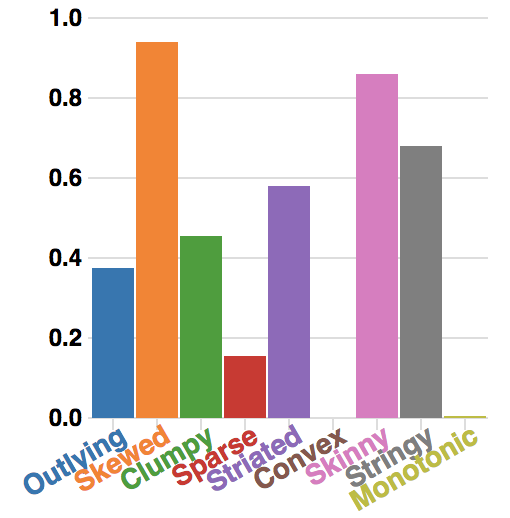 1.0
0.8
0.6
0.4
0.2
0.0
Outlying
Skewed
Clumpy
Sparse
Striated
Convex
Skinny
Stringy
Monotonic